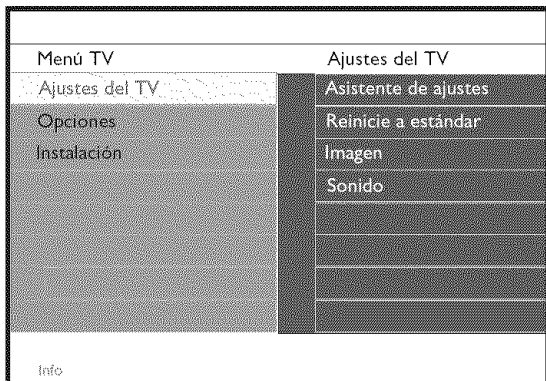 Menú TV
Ajustes del TV
Ajustes del TV
Asistente de ajustes
Opciones
Reinicie a estándar
Instalación
Imagen
Sonido
Info